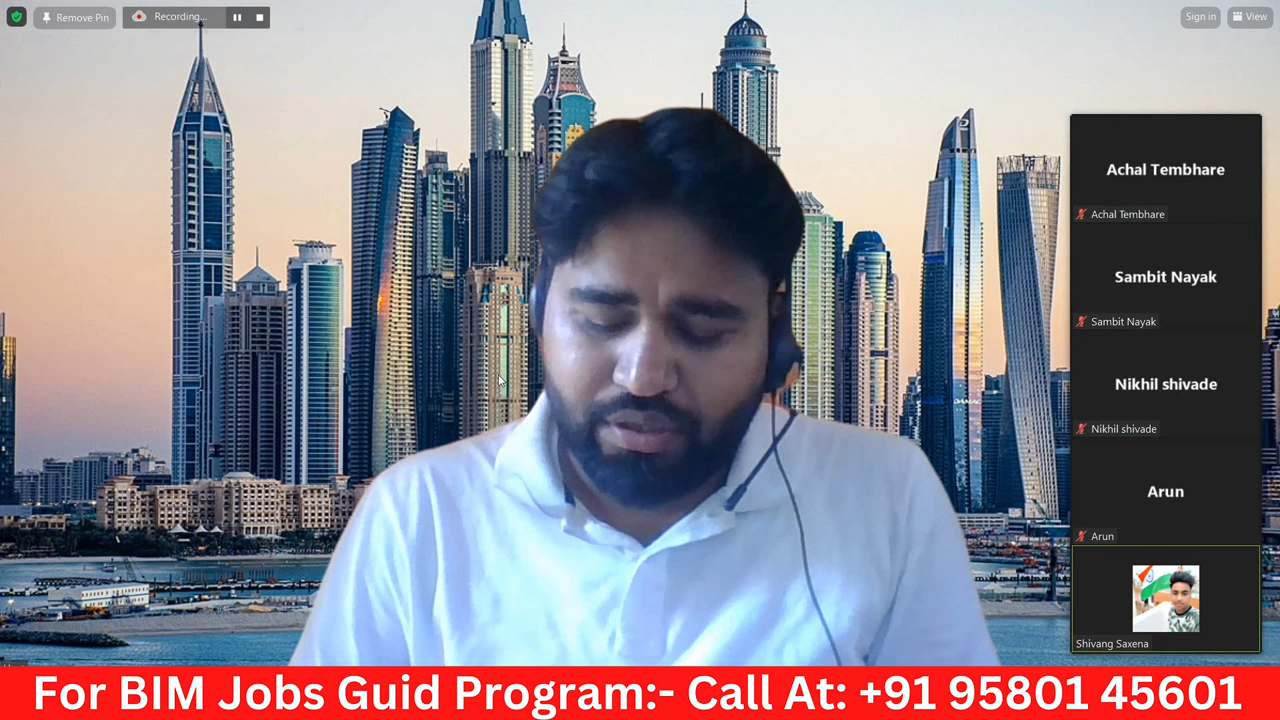 Remove Pin
Recording...
Sign in
View
Achal Tembhare
Achal Tembhare
Sambit Nayak
Sambit Nayak
Nikhil shivade
Nikhil shivade
Arun
Arun
Shivang Saxena
DAMAC
For BIM Jobs Guid Program:- Call At: +91 95801 45601